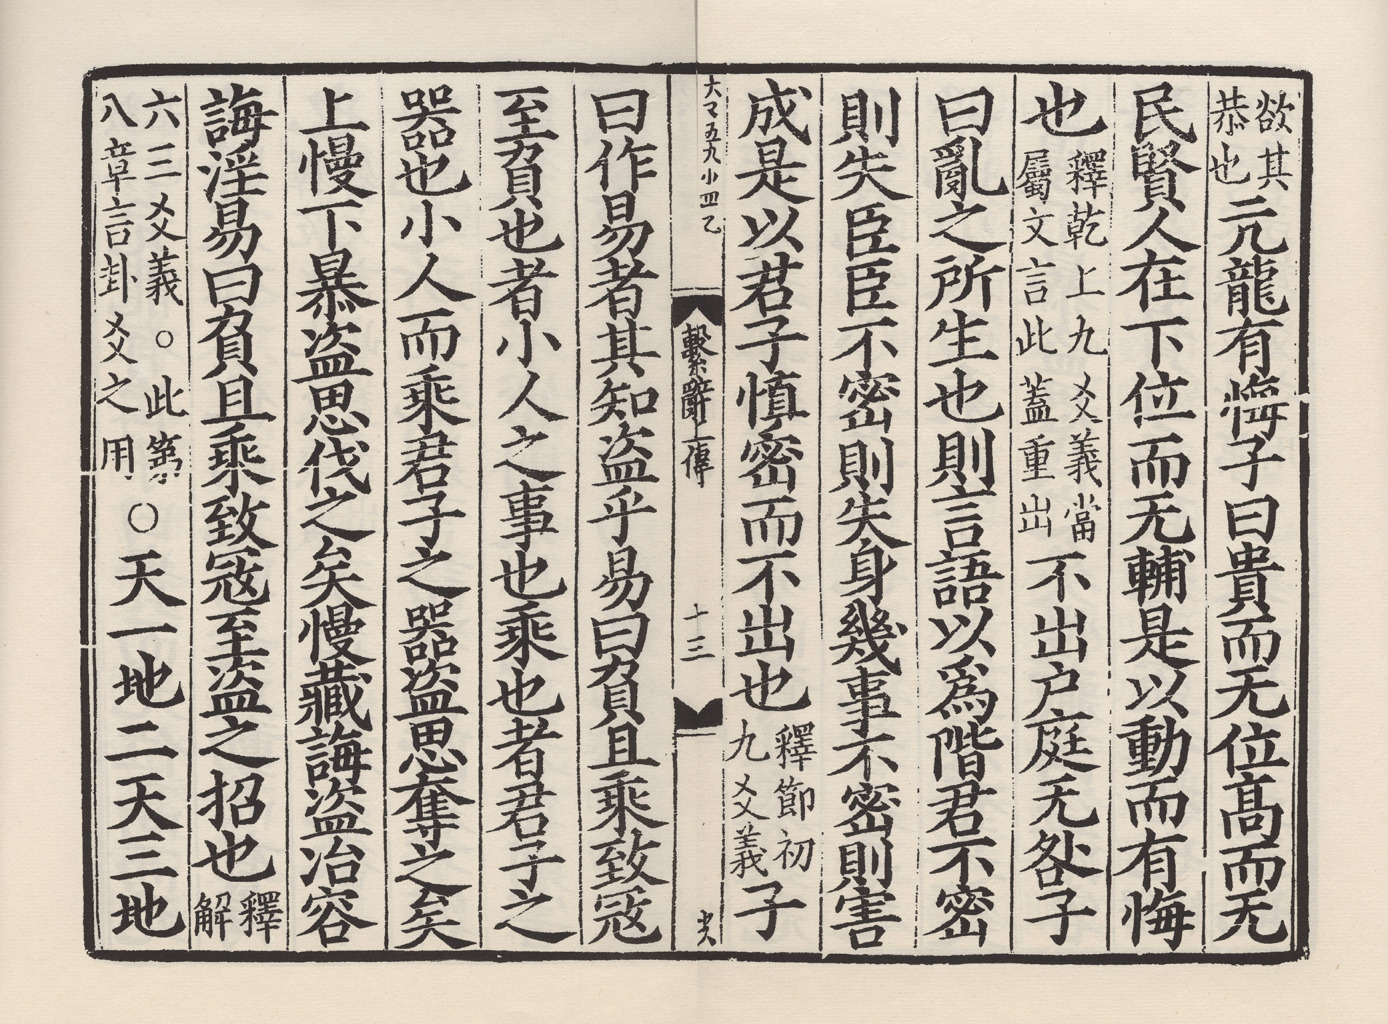 欲其恭也亢龍有悔子曰貴而无位髙而无
民賢人在下位而无輔是以動而有悔
也釋乾上九爻義當屬文言此蓋重出不出户庭无咎子
曰亂之所生也則言語以爲階君不密
則失臣臣不密則失身幾事不密則害
成是以君子慎密而不出也釋節初九爻義子
大マ五九小四乙
繫辭上傳
十三
曰作易者其知盗乎易曰負且乘致寇
至負也者小人之事也乘也者君子之
器也小人而乘君子之器盗思奪之矣
上慢下暴盗思伐之矣慢藏誨盗冶容
誨淫易曰負且乘致寇至盗之招也釋解
六三爻義○此第八章言卦爻之用○天一地二天三地